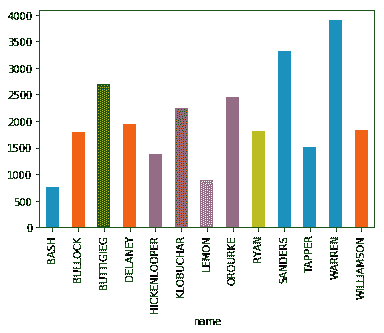 4000
3500
3000
2500
2000
1500
1000
500
0
BASH
BULLOCK
BUTTIGIEG
DELANEY
HICKENLOOPER
KLOBUCHAR
LEMON
OROURKE
RYAN
SANDERS
TAPPER
WARREN
WILLIAMSON
name